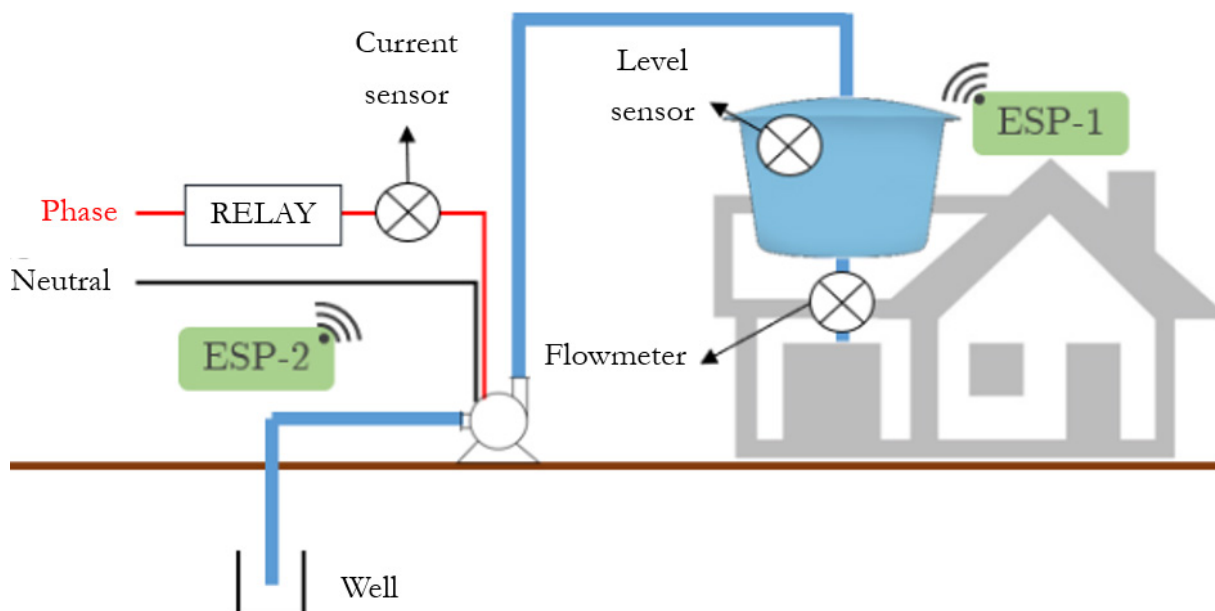 Current
sensor
Level
sensor
ESP-1
Phase
RELAY
Neutral
ESP-2
Flowmeter
Well